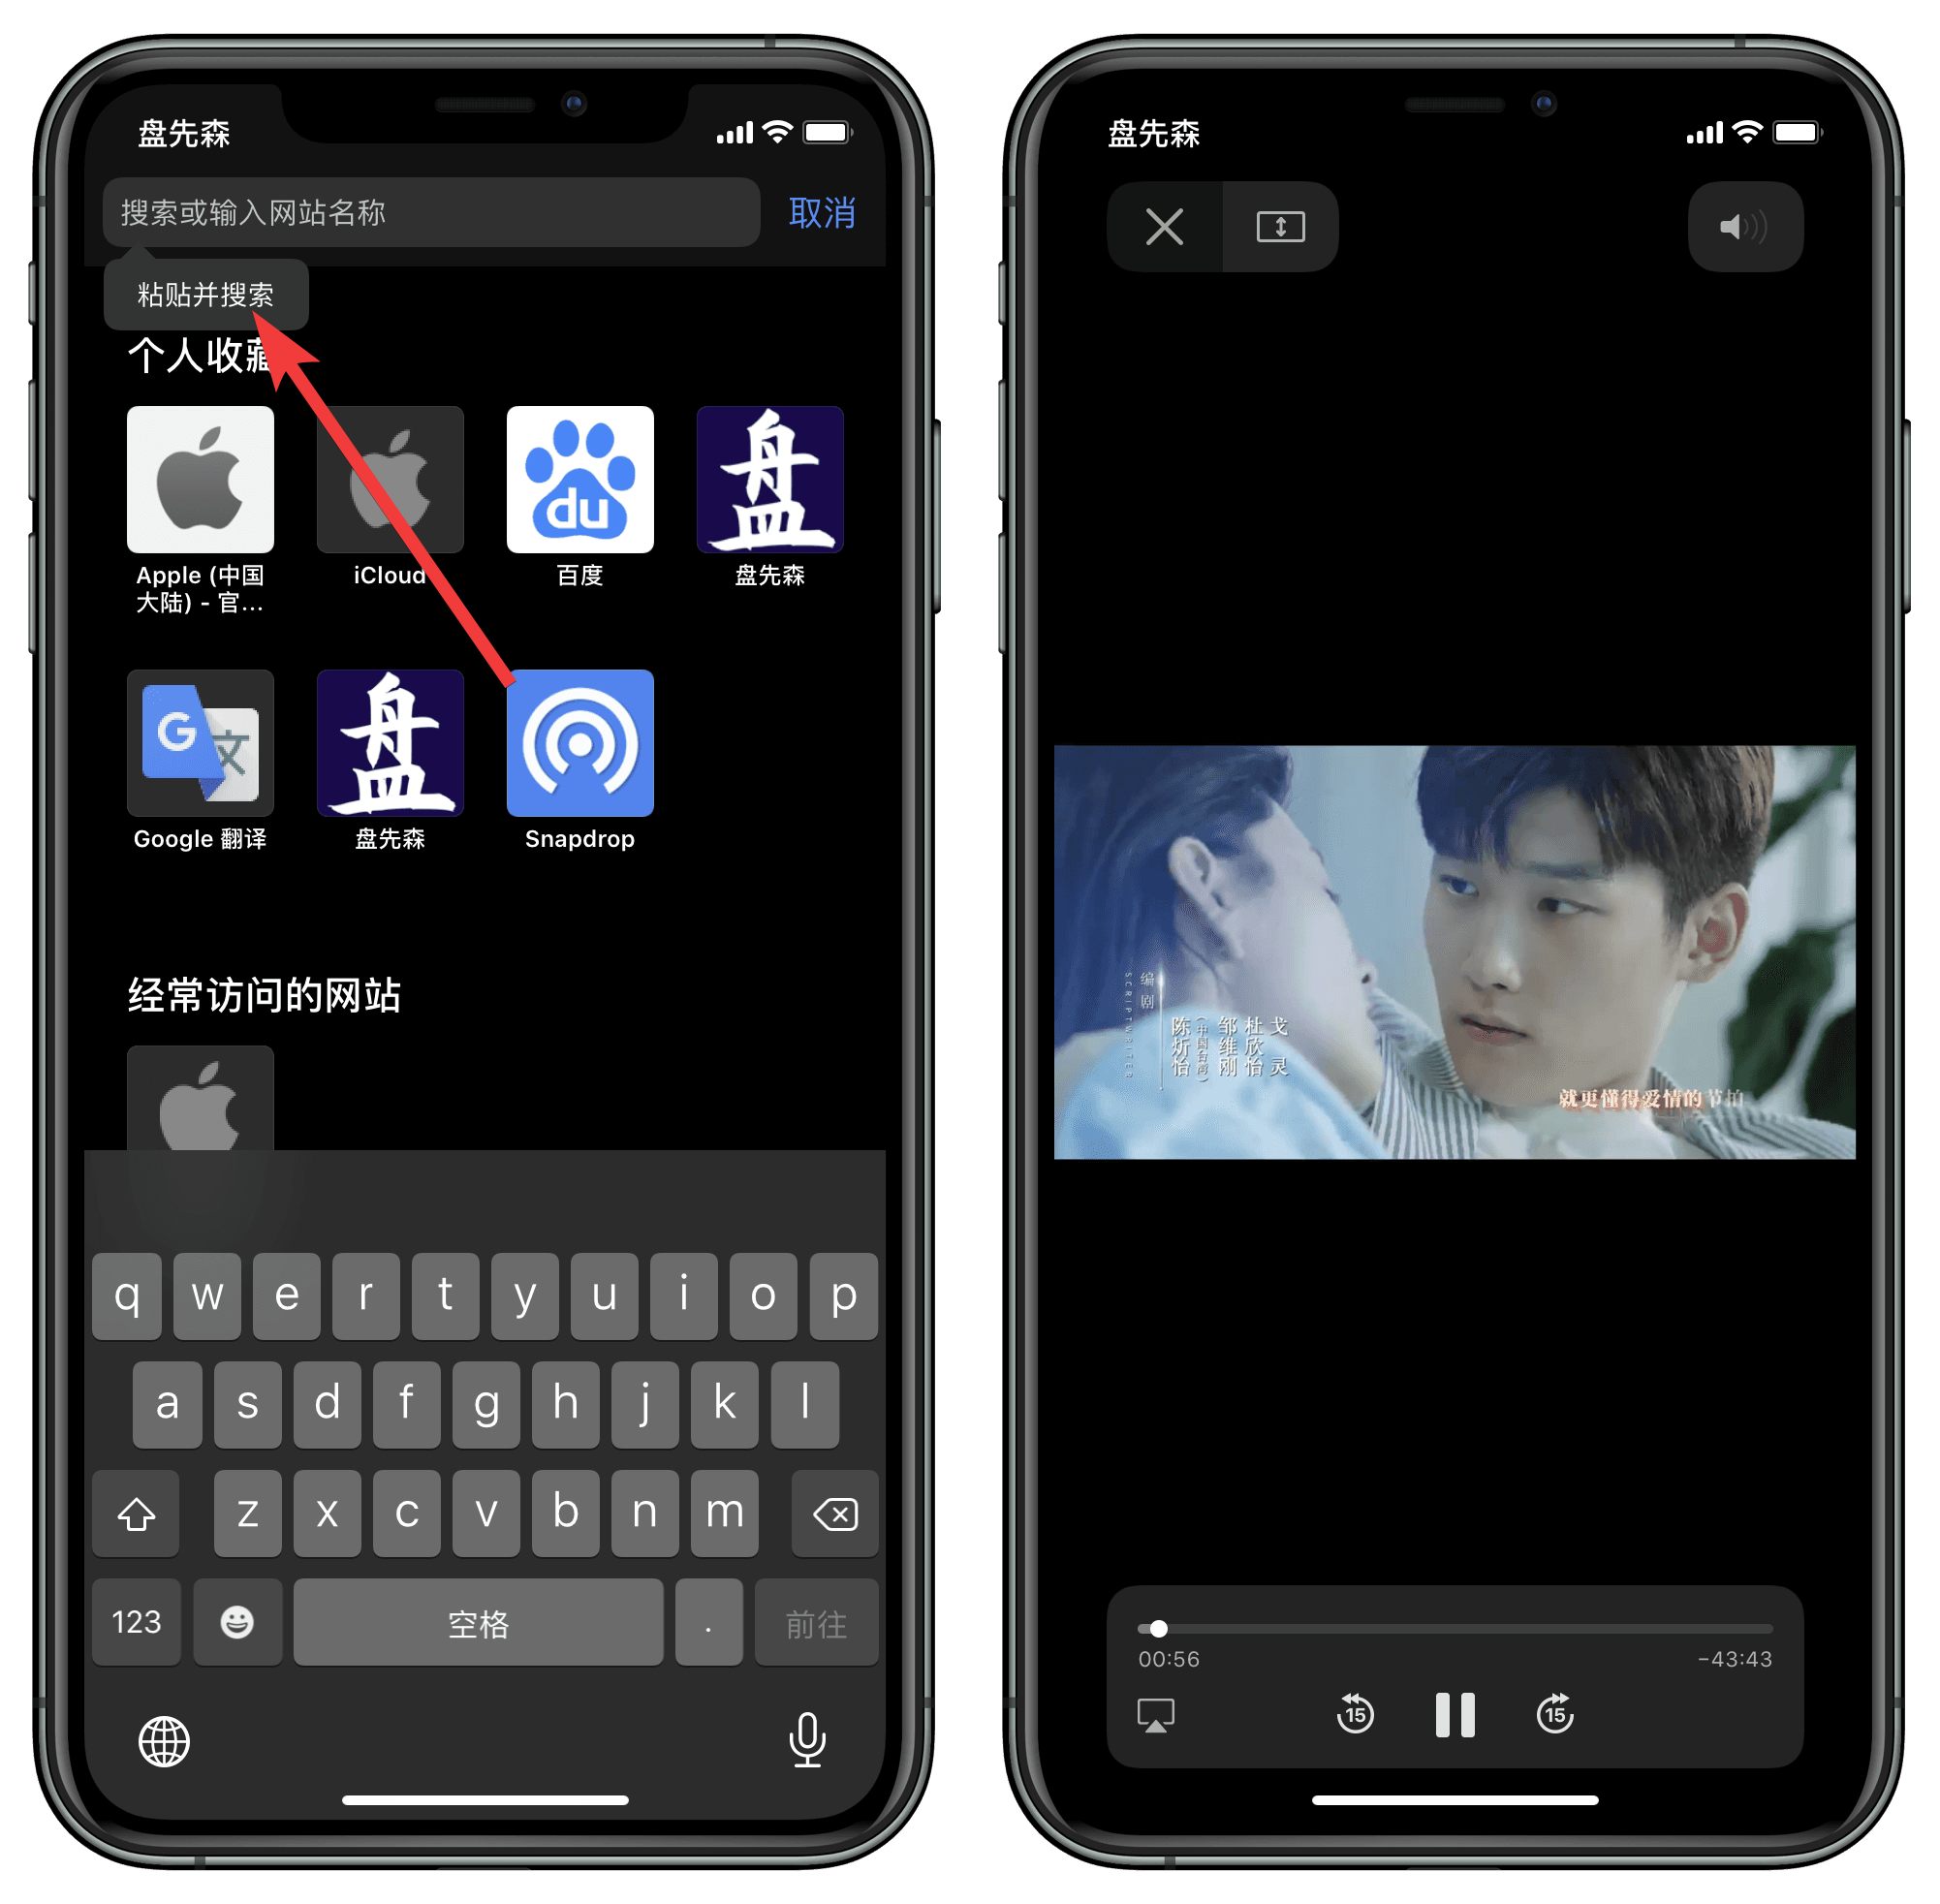 盘先森
搜索或输入网站名称
取消
粘贴并搜索
个人收藏
Apple (中国
大陆) - 官...
iCloud
du
百度
盘
盘先森
G
文
Google 翻译
盘
盘先森
Snapdrop
经常访问的网站
q w e r t y u i o p
a s d f g h j k l
z x c v b n m
123
空格
.
前往
盘先森
编剧
SCRIPTWRITER
陈炘怡
(中国台湾)
邹维刚
杜欣怡
戈灵
就更懂得爱情的节拍
00:56
-43:43
15
15